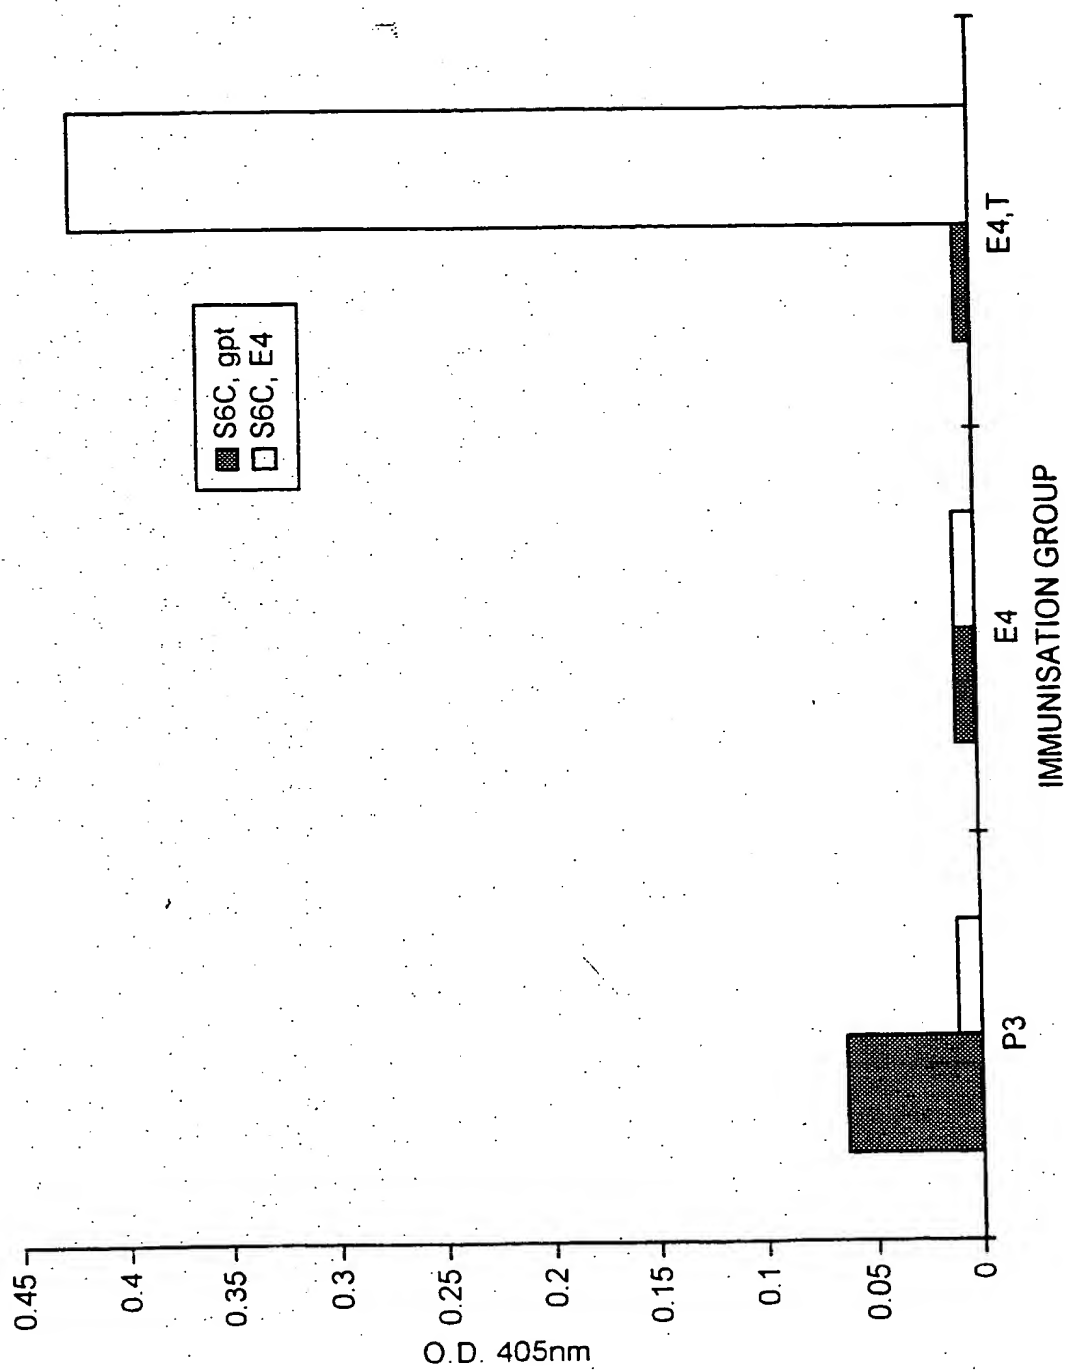 0.45
0.4
0.35
0.3
0.25
0.2
0.15
0.1
0.05
0
O.D. 405nm
S6C, gpt
S6C, E4
P3
E4
E4,T
IMMUNISATION GROUP